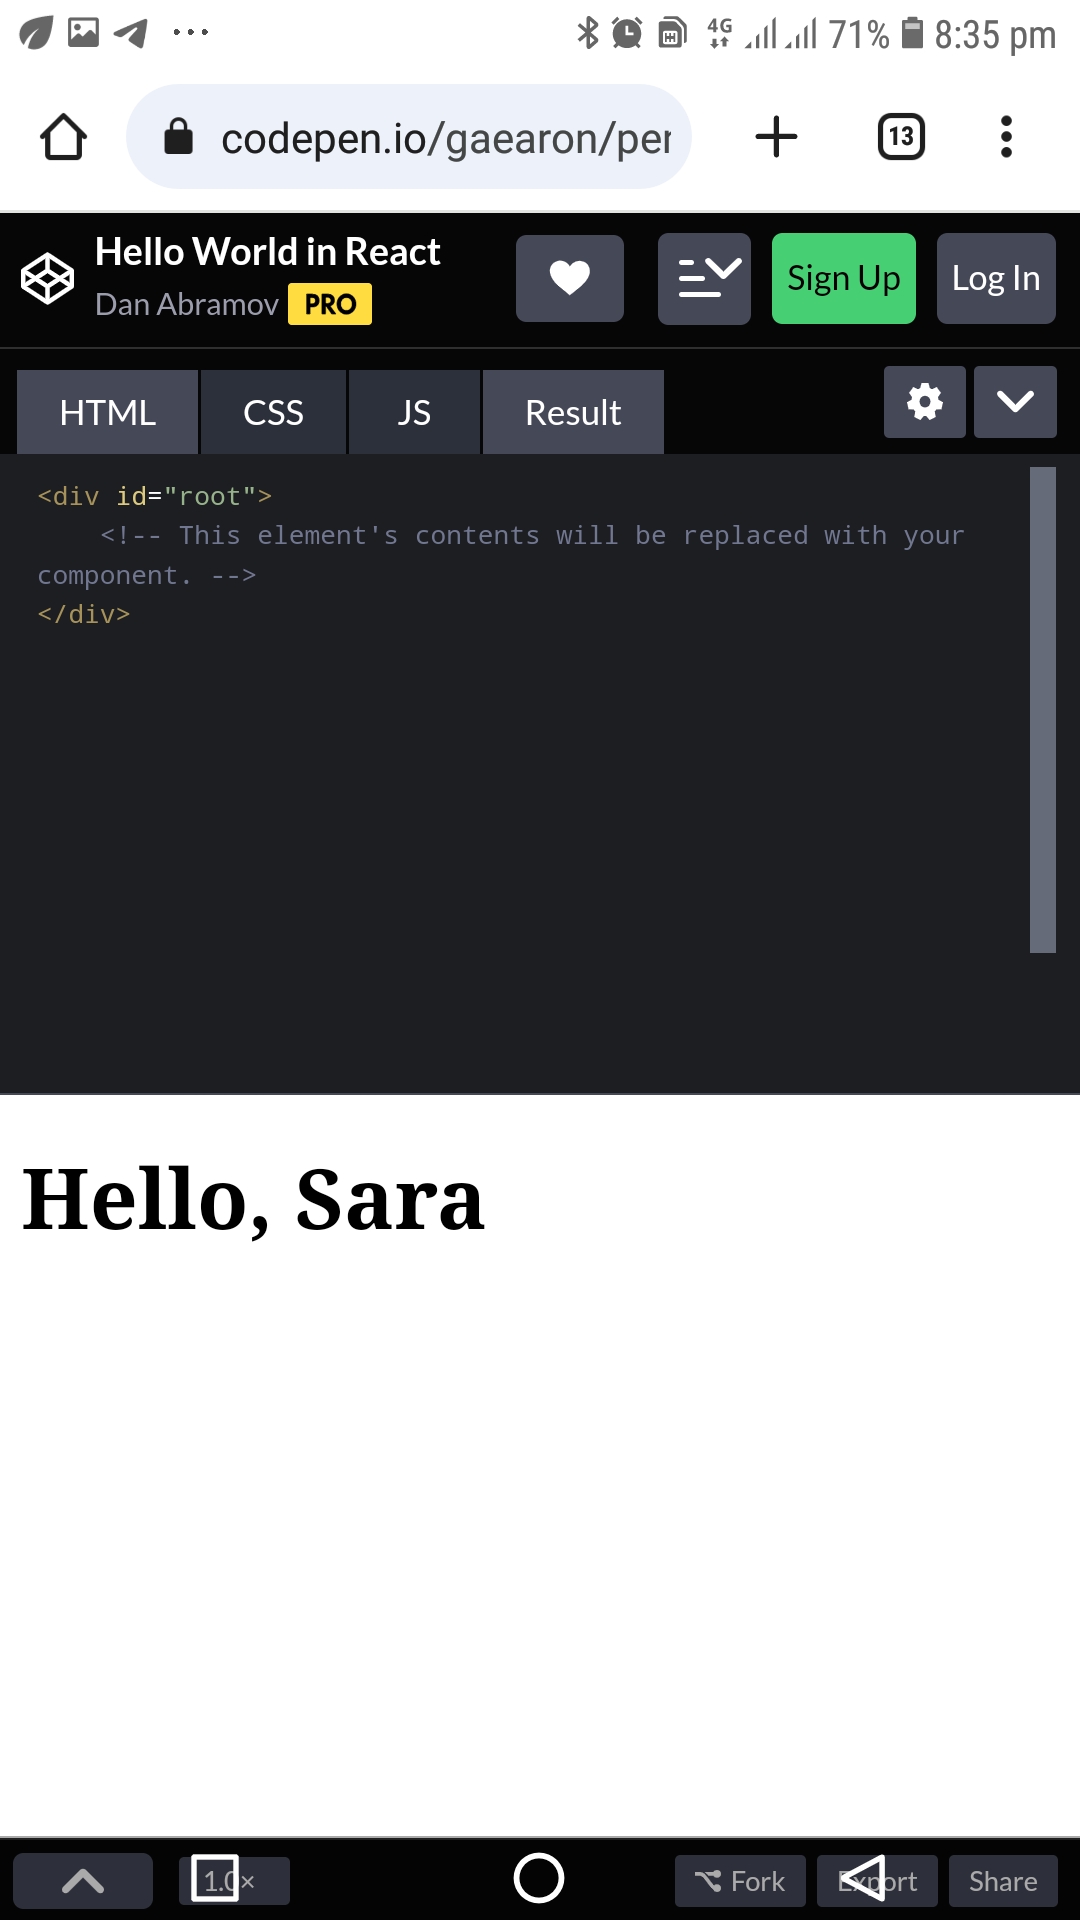 4G 71% 8:35 pm
codepen.io/gaearon/per
13
Hello World in React
Dan Abramov PRO
Sign Up
Log In
HTML CSS JS Result
<div id="root">
    <!-- This element's contents will be replaced with your
component. -->
</div>
Hello, Sara
1.0× Fork Export Share